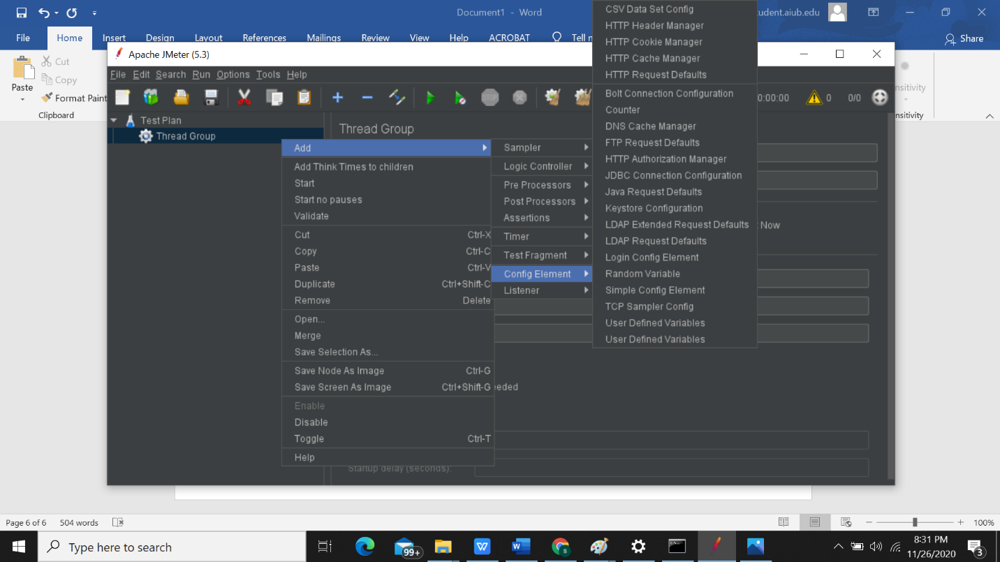 Document1 - Word
tudent.aiub.edu
File Home Insert Design Layout References Mailings Review View Help ACROBAT Tell
Share
Paste
Cut
Copy
Format Paint
Clipboard
nsitivity
nsitivity
Apache JMeter (5.3)
File Edit Search Run Options Tools Help
STOP
0:00:00 0 0/0
Test Plan
Thread Group
Thread Group
Add
Add Think Times to children
Start
Start no pauses
Validate
Cut Ctrl-X
Copy Ctrl-C
Paste Ctrl-V
Duplicate Ctrl+Shift-C
Remove Delete
Open...
Merge
Save Selection As...
Save Node As Image Ctrl-G
Save Screen As Image Ctrl+Shift-G
Enable
Disable
Toggle Ctrl-T
Help
Sampler
Logic Controller
Pre Processors
Post Processors
Assertions
Timer
Test Fragment
Config Element
Listener
CSV Data Set Config
HTTP Header Manager
HTTP Cookie Manager
HTTP Cache Manager
HTTP Request Defaults
Bolt Connection Configuration
Counter
DNS Cache Manager
FTP Request Defaults
HTTP Authorization Manager
JDBC Connection Configuration
Java Request Defaults
Keystore Configuration
LDAP Extended Request Defaults
LDAP Request Defaults
Login Config Element
Random Variable
Simple Config Element
TCP Sampler Config
User Defined Variables
User Defined Variables
Now
eeded
Startup delay (seconds):
Page 6 of 6 504 words
100%
Type here to search
99+
8:31 PM
11/26/2020
3